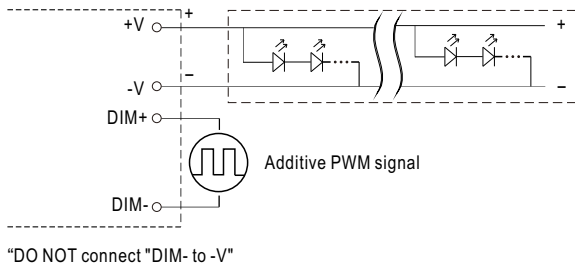 +V
+
+
-V
–
–
DIM+
Additive PWM signal
DIM-
“DO NOT connect "DIM- to -V"